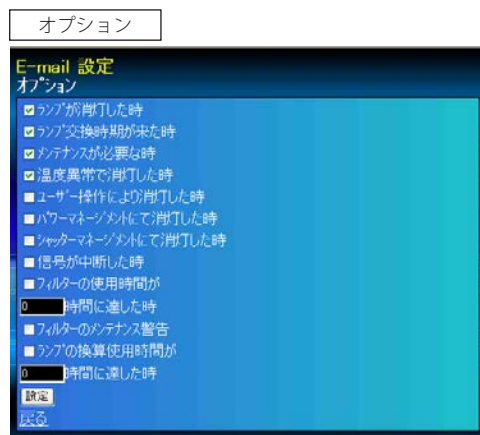 オプション
E-mail 設定
オプション
ランプが消灯した時
ランプ交換時期が来た時
メンテナンスが必要な時
温度異常で消灯した時
ユーザー操作により消灯した時
パワーマネージメントにて消灯した時
シャッターマネージメントにて消灯した時
信号が中断した時
フィルターの使用時間が
0 時間に達した時
フィルターのメンテナンス警告
ランプの換算使用時間が
0 時間に達した時
設定
戻る